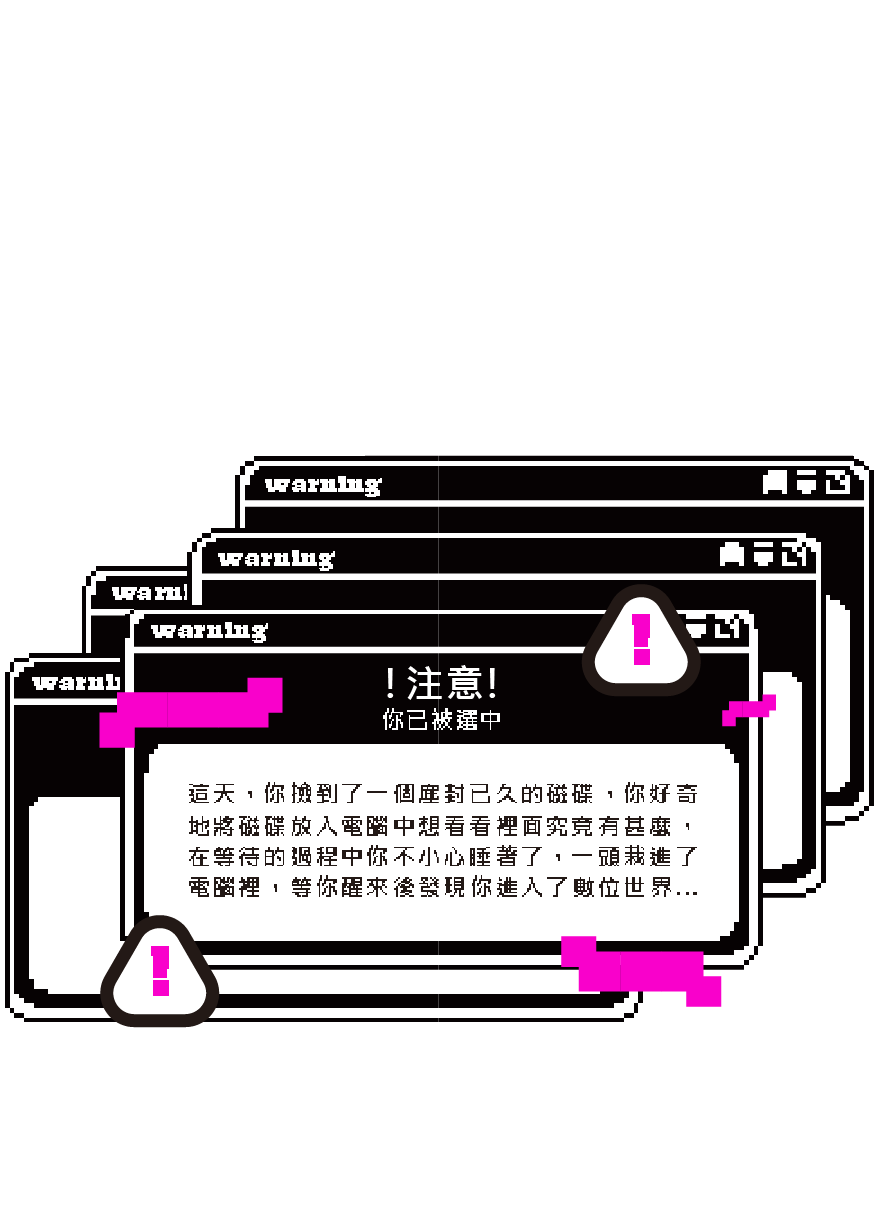 warning
warning
warni
warning
warni
!
!注意!
你已被選中
這天，你撿到了一個塵封已久的磁碟，你好奇
地將磁碟放入電腦中想看看裡面究竟有甚麼，
在等待的過程中你不小心睡著了，一頭栽進了
電腦裡，等你醒來後發現你進入了數位世界...
!